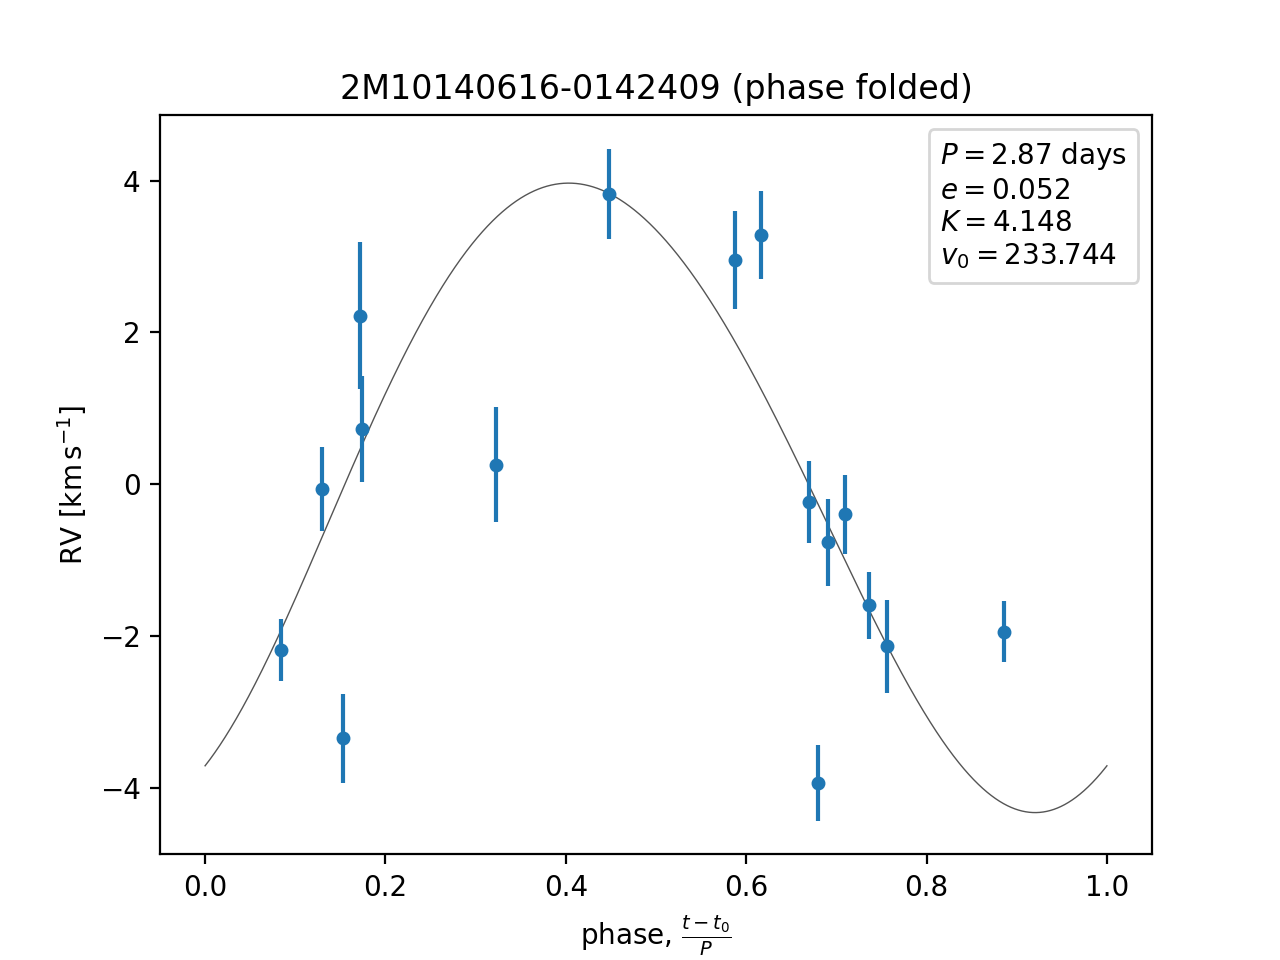 2M10140616-0142409 (phase folded)
P = 2.87 days
e = 0.052
K = 4.148
v₀ = 233.744
4
2
0
−2
−4
RV [km s⁻¹]
0.0 0.2 0.4 0.6 0.8 1.0
phase, (t − t₀)/P